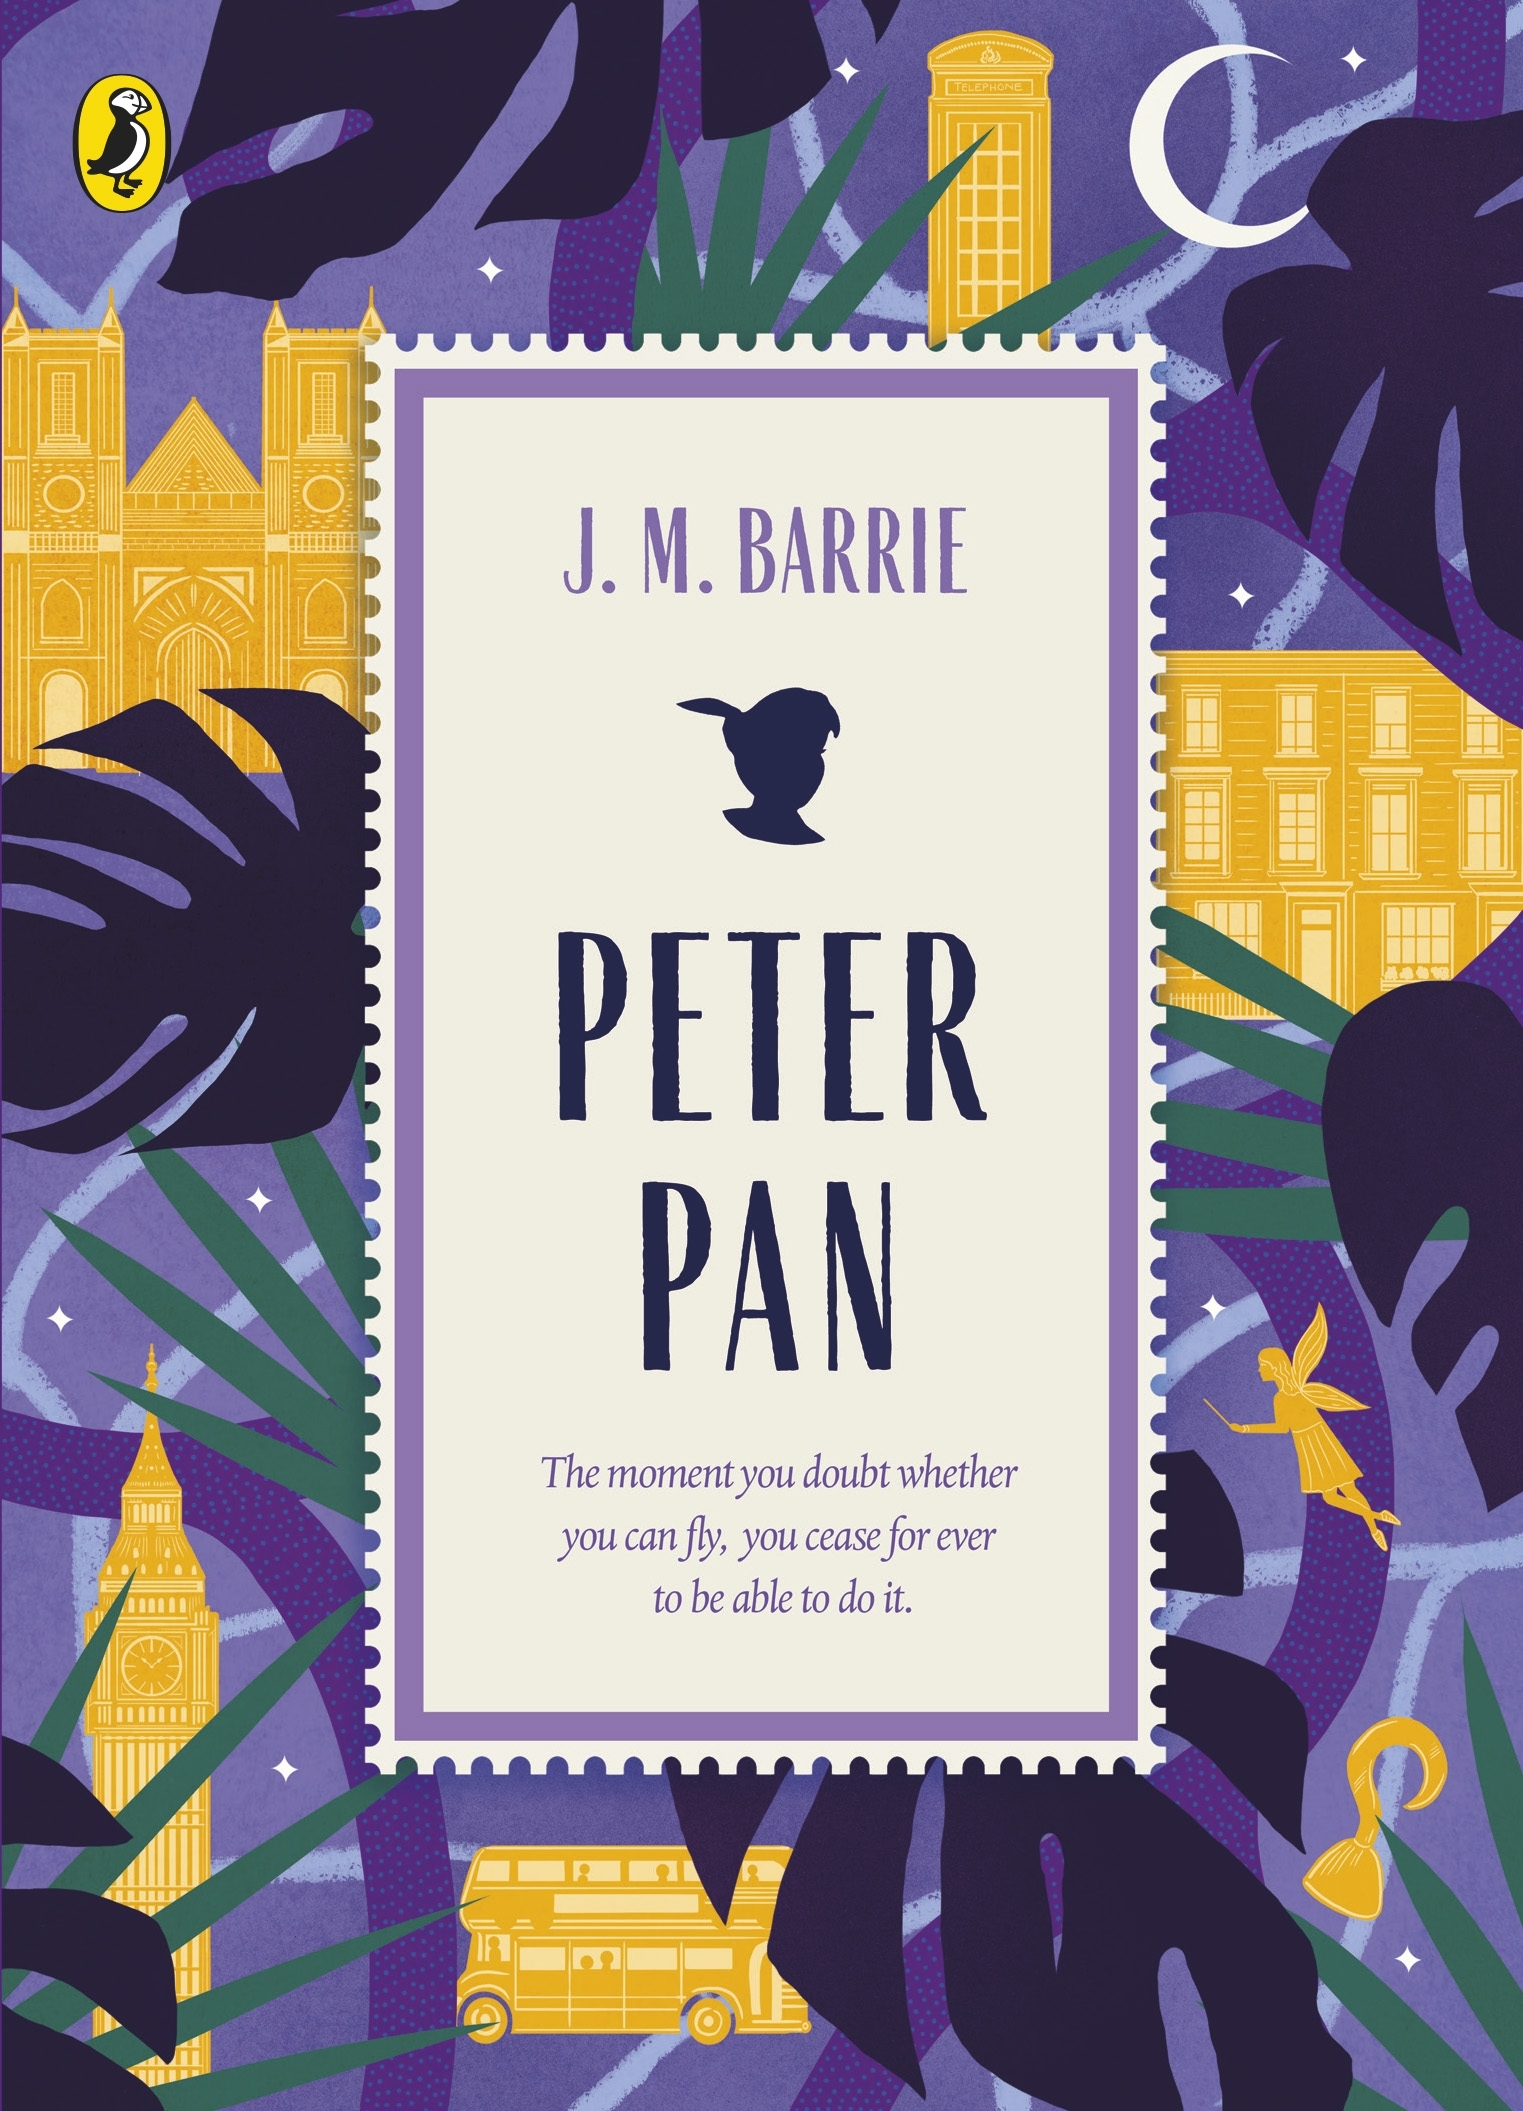 TELEPHONE
J. M. BARRIE
PETER
PAN
The moment you doubt whether
you can fly, you cease for ever
to be able to do it.